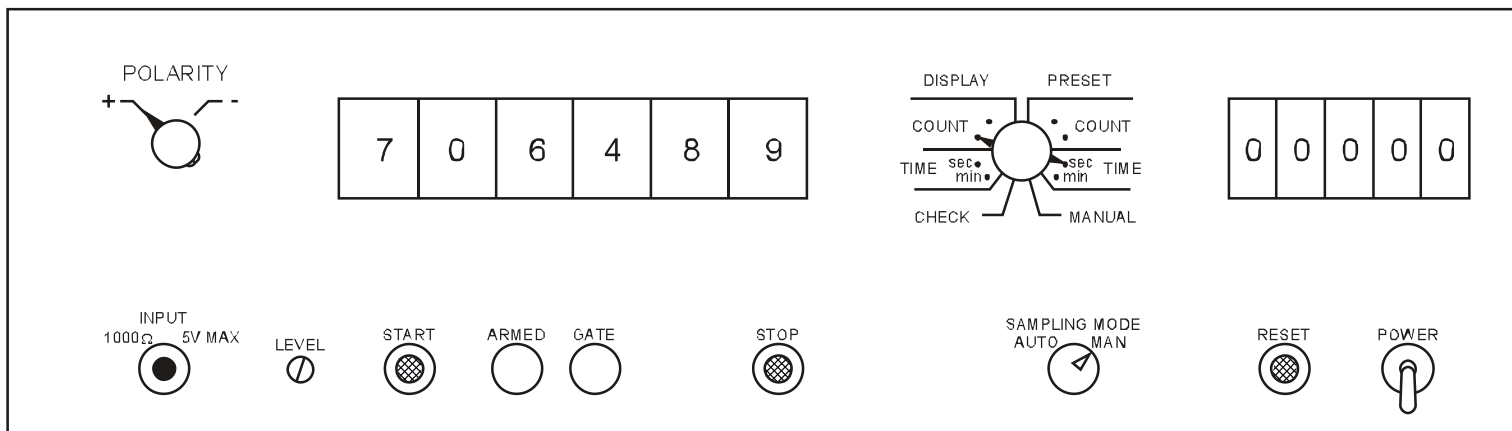 POLARITY
+ -
7 0 6 4 8 9
DISPLAY PRESET
COUNT COUNT
TIME sec sec TIME
min min
CHECK MANUAL
0 0 0 0 0
INPUT
1000Ω 5V MAX
LEVEL
START
ARMED
GATE
STOP
SAMPLING MODE
AUTO MAN
RESET
POWER